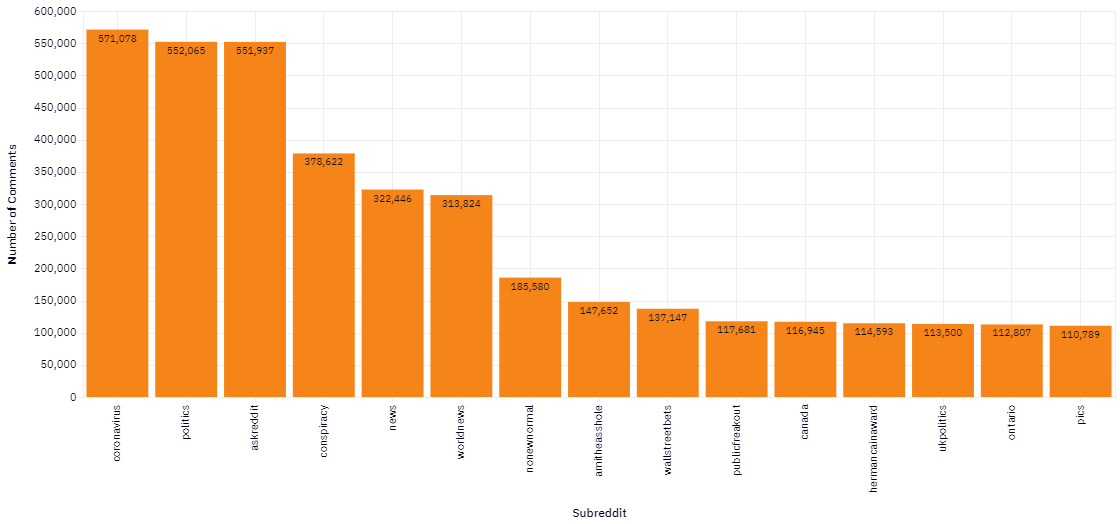 600,000
550,000
500,000
450,000
400,000
350,000
300,000
250,000
200,000
150,000
100,000
50,000
0
Number of Comments
571,078
552,065
551,937
378,622
322,446
313,824
185,580
147,652
137,147
117,681
116,945
114,593
113,500
112,807
110,789
coronavirus
politics
askreddit
conspiracy
news
worldnews
nonewnormal
amitheasshole
wallstreetbets
publicfreakout
canada
hermancainaward
ukpolitics
ontario
pics
Subreddit